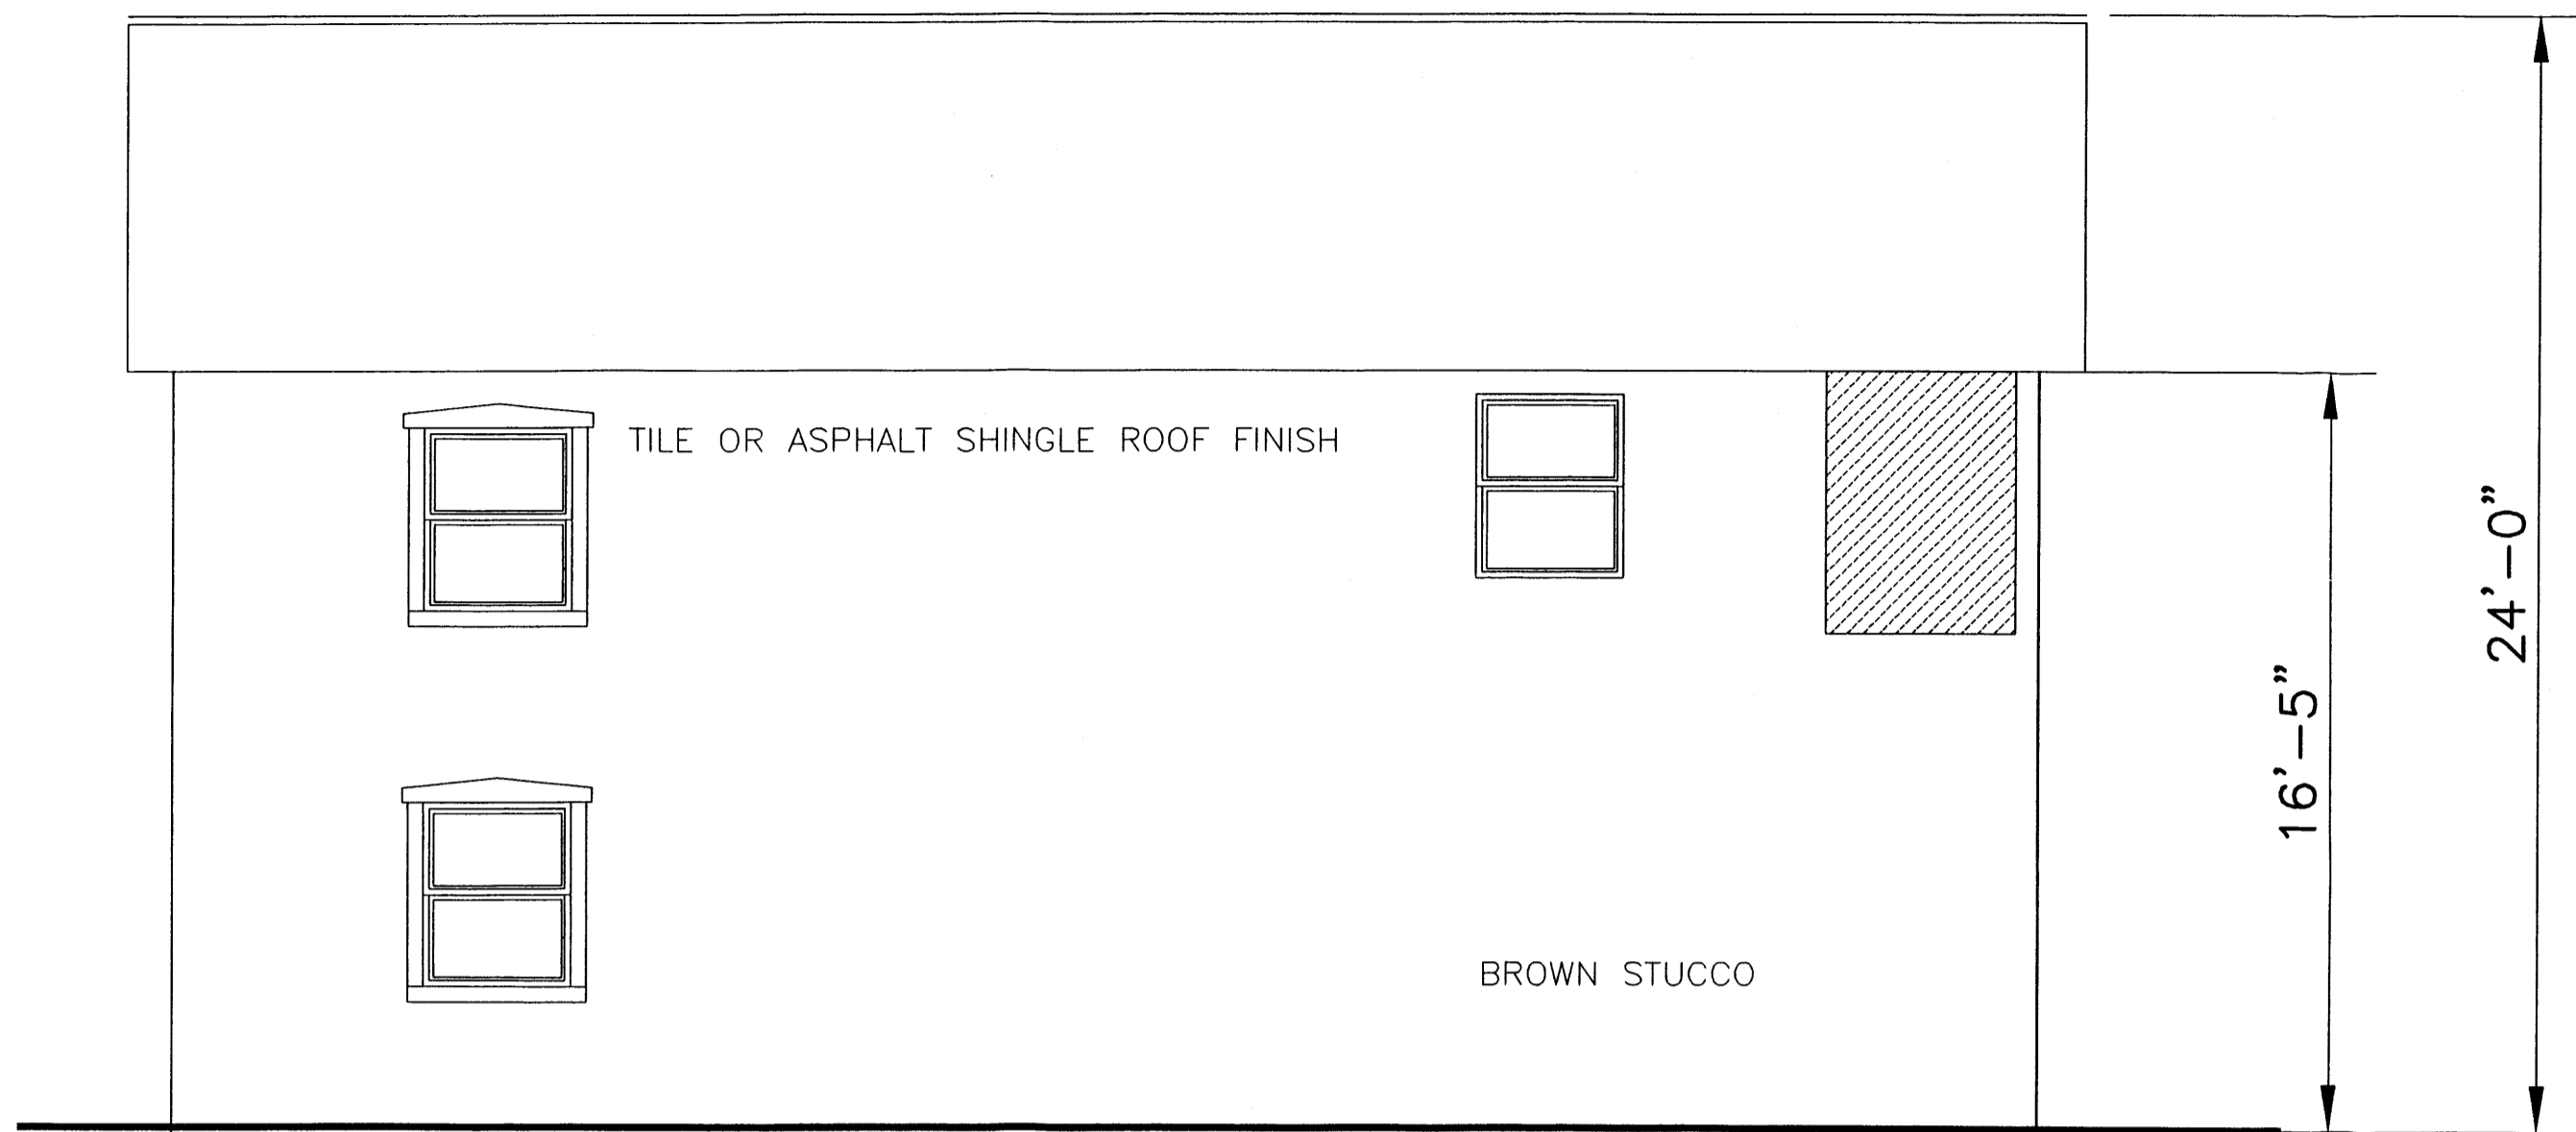 TILE OR ASPHALT SHINGLE ROOF FINISH
BROWN STUCCO
16'-5"
24'-0"